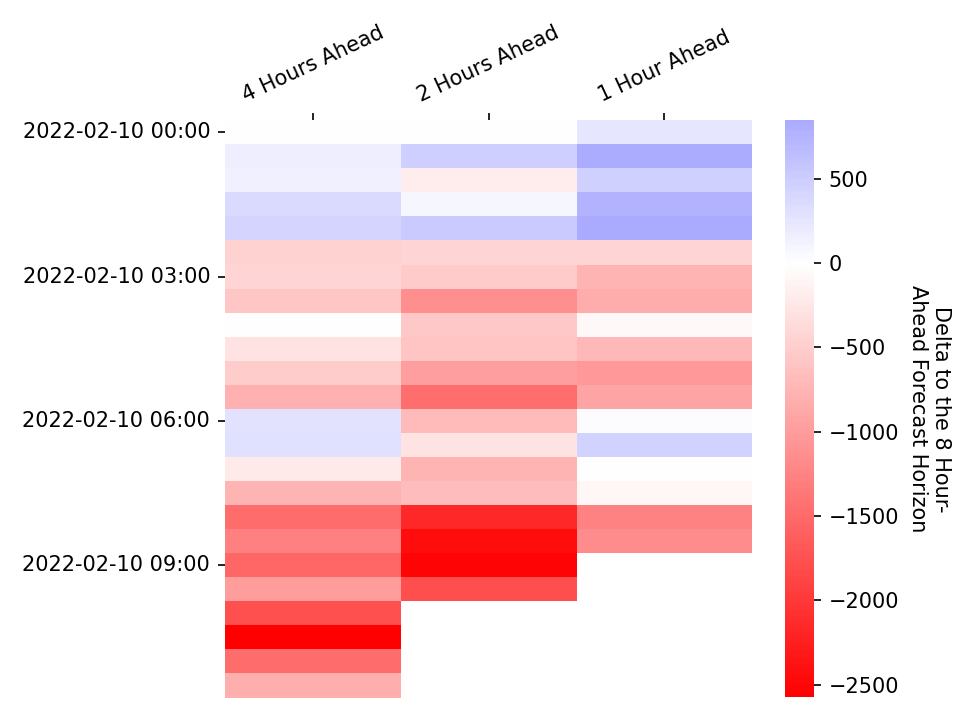 4 Hours Ahead
2 Hours Ahead
1 Hour Ahead
2022-02-10 00:00
2022-02-10 03:00
2022-02-10 06:00
2022-02-10 09:00
500
0
−500
−1000
−1500
−2000
−2500
Delta to the 8 Hour-
Ahead Forecast Horizon